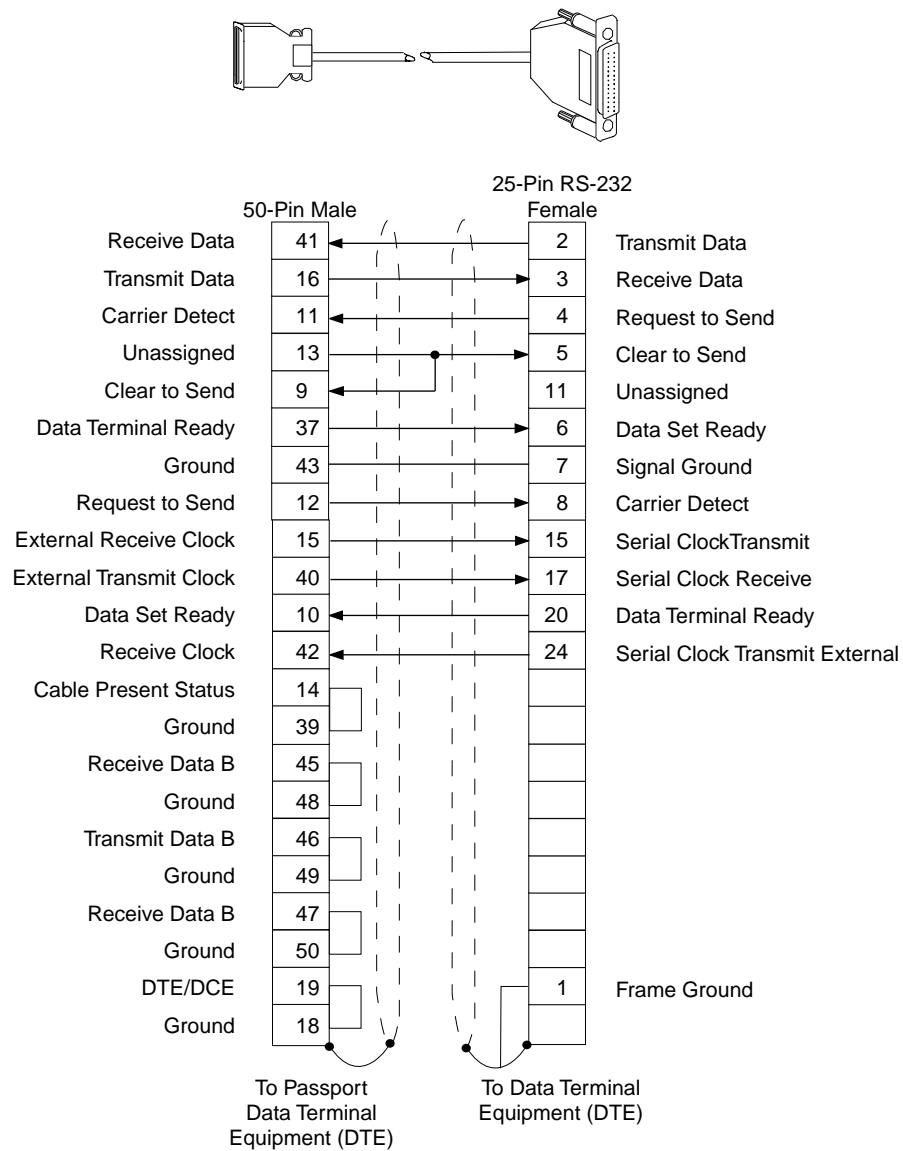 25-Pin RS-232
50-Pin Male Female
Receive Data 41 2 Transmit Data
Transmit Data 16 3 Receive Data
Carrier Detect 11 4 Request to Send
Unassigned 13 5 Clear to Send
Clear to Send 9 11 Unassigned
Data Terminal Ready 37 6 Data Set Ready
Ground 43 7 Signal Ground
Request to Send 12 8 Carrier Detect
External Receive Clock 15 15 Serial ClockTransmit
External Transmit Clock 40 17 Serial Clock Receive
Data Set Ready 10 20 Data Terminal Ready
Receive Clock 42 24 Serial Clock Transmit External
Cable Present Status 14
Ground 39
Receive Data B 45
Ground 48
Transmit Data B 46
Ground 49
Receive Data B 47
Ground 50
DTE/DCE 19 1 Frame Ground
Ground 18
To Passport
Data Terminal
Equipment (DTE)
To Data Terminal
Equipment (DTE)